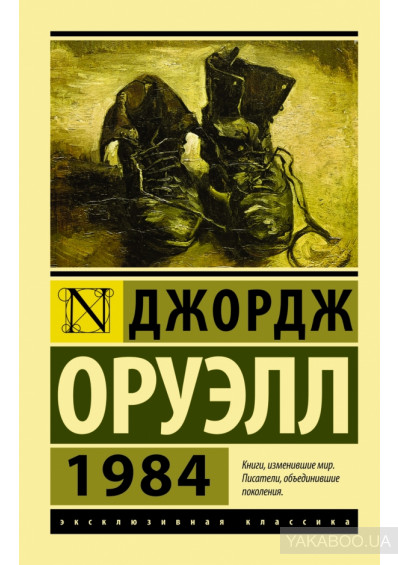 N
ДЖОРДЖ
ОРУЭЛЛ
1984
Книги, изменившие мир.
Писатели, объединившие
поколения.
эксклюзивная классика
YAKABOO.UA